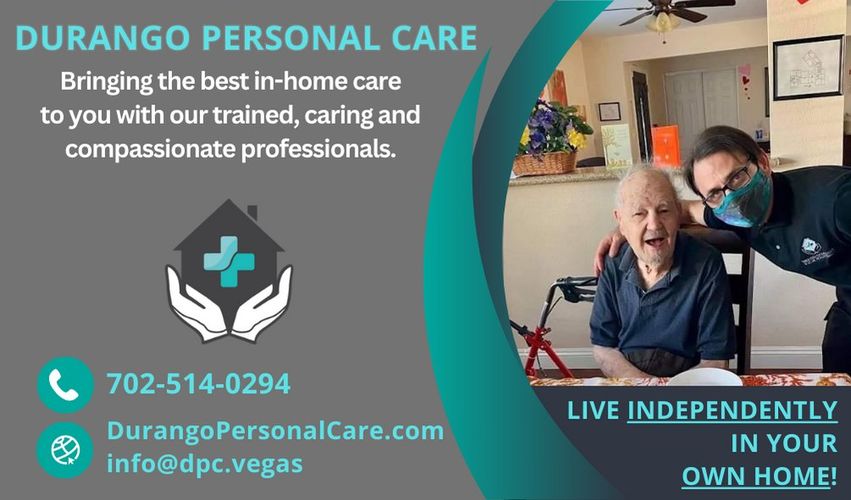 DURANGO PERSONAL CARE
Bringing the best in-home care
to you with our trained, caring and
compassionate professionals.
702-514-0294
DurangoPersonalCare.com
info@dpc.vegas
LIVE INDEPENDENTLY
IN YOUR
OWN HOME!